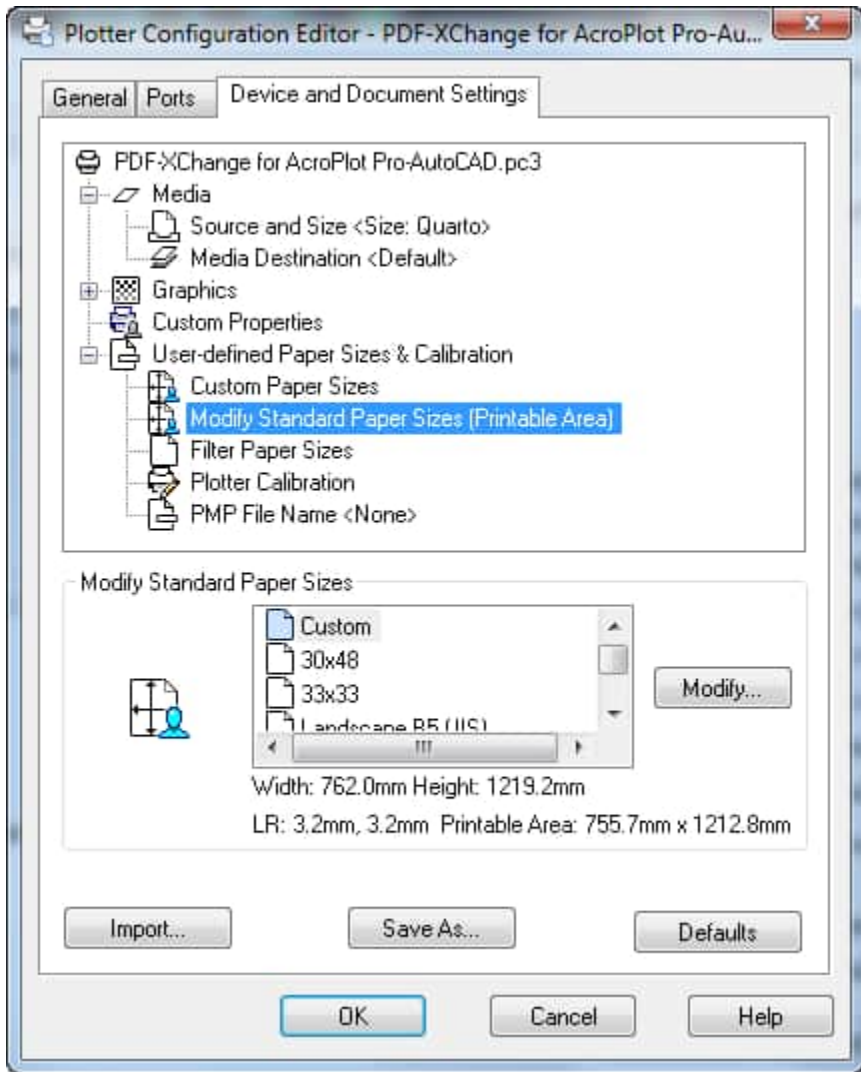 Plotter Configuration Editor - PDF-XChange for AcroPlot Pro-Au...
General Ports Device and Document Settings
PDF-XChange for AcroPlot Pro-AutoCAD.pc3
Media
Source and Size <Size: Quarto>
Media Destination <Default>
Graphics
Custom Properties
User-defined Paper Sizes & Calibration
Custom Paper Sizes
Modify Standard Paper Sizes (Printable Area)
Filter Paper Sizes
Plotter Calibration
PMP File Name <None>
Modify Standard Paper Sizes
Custom
30x48
33x33
Landscape B5 (JIS)
Modify...
Width: 762.0mm Height: 1219.2mm
LR: 3.2mm, 3.2mm Printable Area: 755.7mm x 1212.8mm
Import... Save As... Defaults
OK Cancel Help